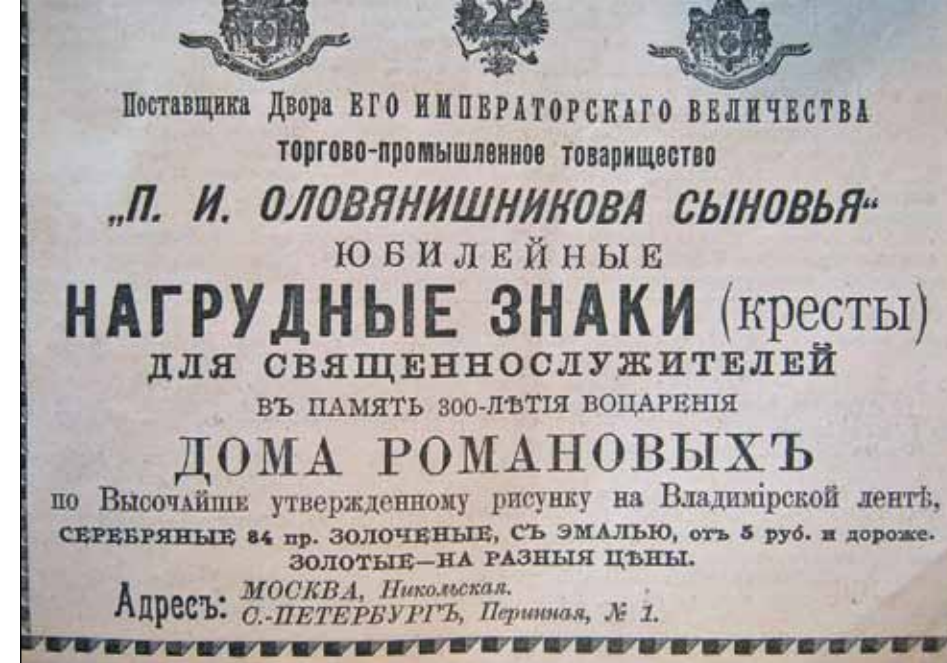 Поставщика Двора ЕГО ИМПЕРАТОРСКАГО ВЕЛИЧЕСТВА
торгово-промышленное товарищество
„П. И. ОЛОВЯНИШНИКОВА СЫНОВЬЯ“
ЮБИЛЕЙНЫЕ
НАГРУДНЫЕ ЗНАКИ (кресты)
ДЛЯ СВЯЩЕННОСЛУЖИТЕЛЕЙ
ВЪ ПАМЯТЬ 300-ЛѢТІЯ ВОЦАРЕНІЯ
ДОМА РОМАНОВЫХЪ
по Высочайше утвержденному рисунку на Владимірской лентѣ,
СЕРЕБРЯНЫЕ 84 пр. ЗОЛОЧЕНЫЕ, СЪ ЭМАЛЬЮ, отъ 5 руб. и дороже.
ЗОЛОТЫЕ—НА РАЗНЫЯ ЦѢНЫ.
Адресъ: МОСКВА, Никольская.
С.-ПЕТЕРБУРГЪ, Перинная, № 1.